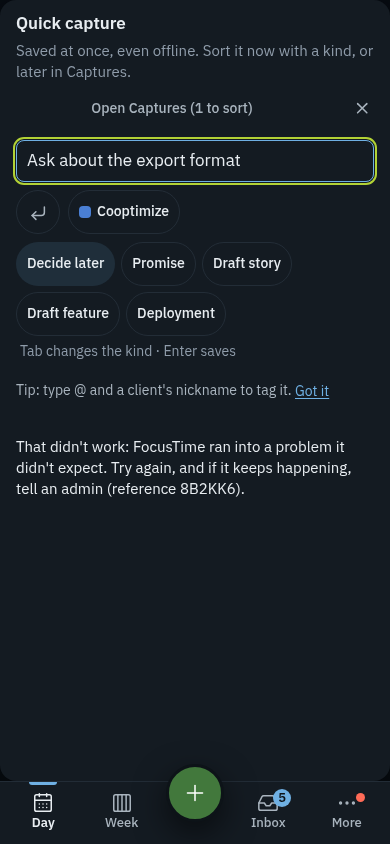 Quick capture
Saved at once, even offline. Sort it now with a kind, or
later in Captures.
Open Captures (1 to sort)
Ask about the export format
Cooptimize
Decide later
Promise
Draft story
Draft feature
Deployment
Tab changes the kind · Enter saves
Tip: type @ and a client's nickname to tag it. Got it
That didn't work: FocusTime ran into a problem it
didn't expect. Try again, and if it keeps happening,
tell an admin (reference 8B2KK6).
5
Day
Week
Inbox
More